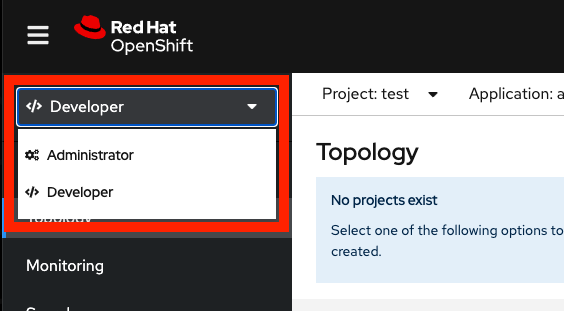 Red Hat
OpenShift
Developer
Administrator
Developer
Topology
Monitoring
Project: test
Application: a
Topology
No projects exist
Select one of the following options to
created.